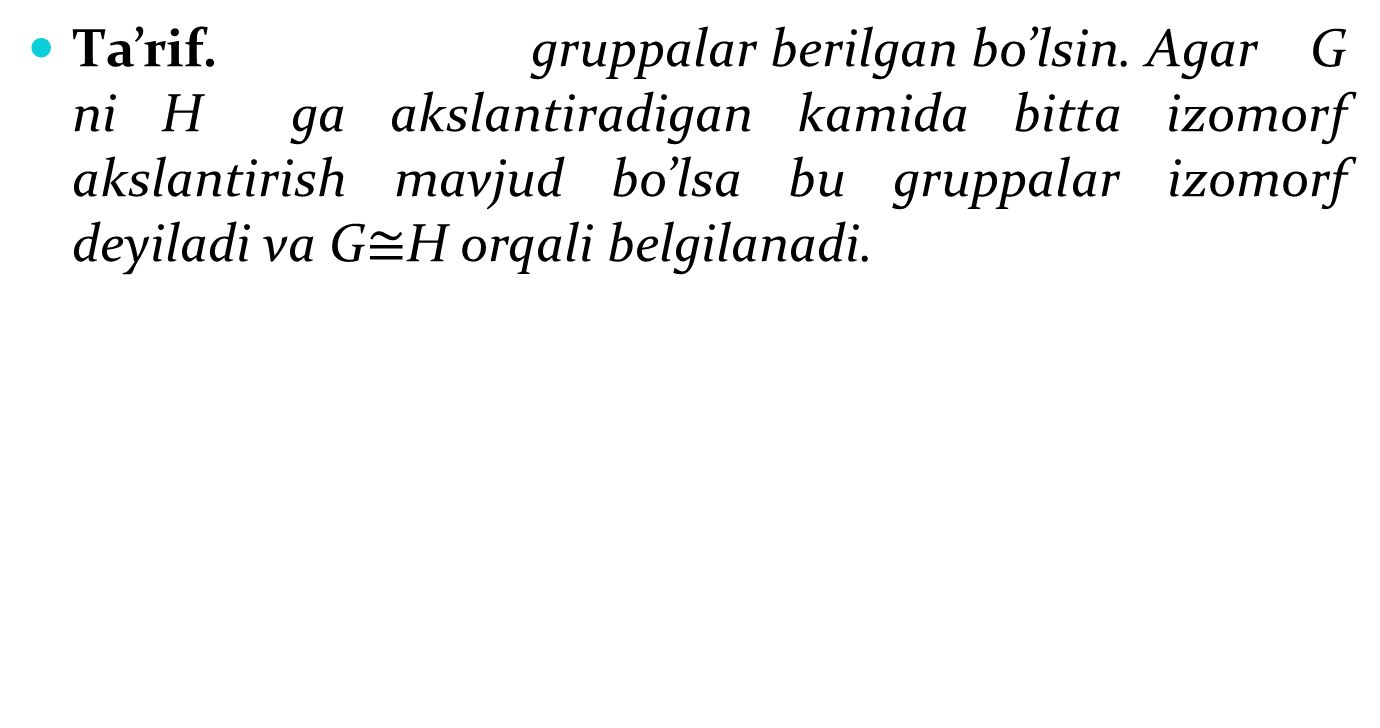 Ta’rif. gruppalar berilgan bo’lsin. Agar G
ni H ga akslantiradigan kamida bitta izomorf
akslantirish mavjud bo’lsa bu gruppalar izomorf
deyiladi va G≅H orqali belgilanadi.